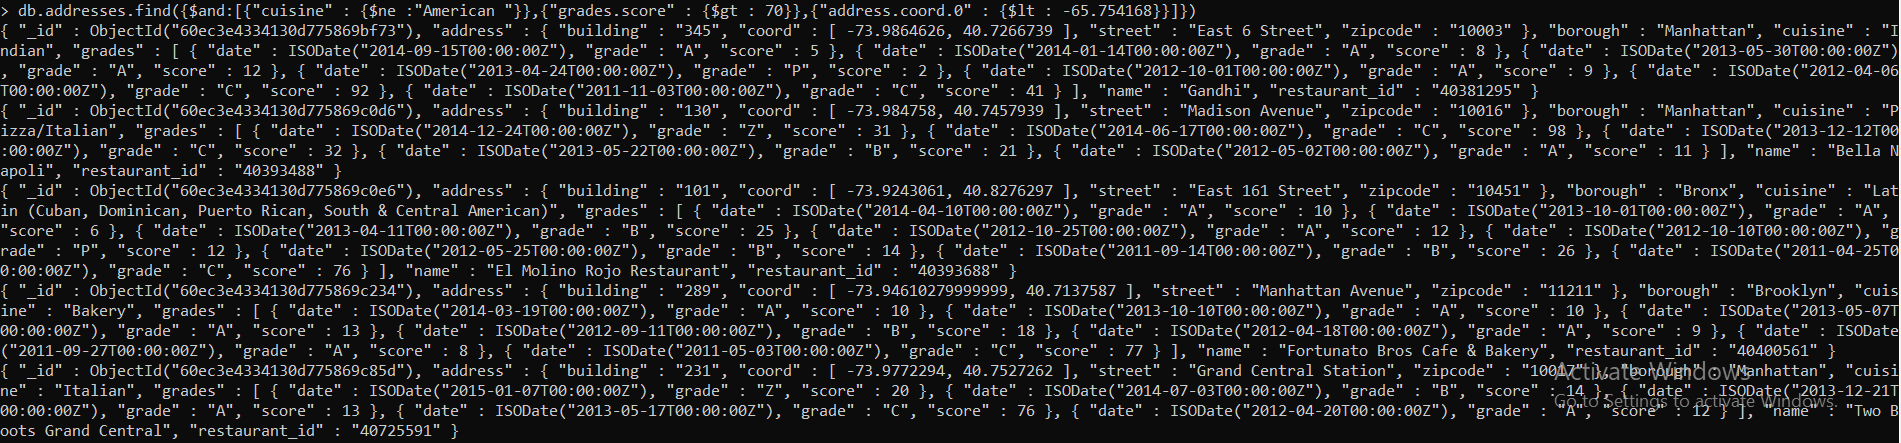 > db.addresses.find({$and:[{"cuisine" : {$ne :"American "}},{"grades.score" : {$gt : 70}},{"address.coord.0" : {$lt : -65.754168}}]})
{ "_id" : ObjectId("60ec3e4334130d775869bf73"), "address" : { "building" : "345", "coord" : [ -73.9864626, 40.7266739 ], "street" : "East 6 Street", "zipcode" : "10003" }, "borough" : "Manhattan", "cuisine" : "I
ndian", "grades" : [ { "date" : ISODate("2014-09-15T00:00:00Z"), "grade" : "A", "score" : 5 }, { "date" : ISODate("2014-01-14T00:00:00Z"), "grade" : "A", "score" : 8 }, { "date" : ISODate("2013-05-30T00:00:00Z")
, "grade" : "A", "score" : 12 }, { "date" : ISODate("2013-04-24T00:00:00Z"), "grade" : "P", "score" : 2 }, { "date" : ISODate("2012-10-01T00:00:00Z"), "grade" : "A", "score" : 9 }, { "date" : ISODate("2012-04-06
T00:00:00Z"), "grade" : "C", "score" : 92 }, { "date" : ISODate("2011-11-03T00:00:00Z"), "grade" : "C", "score" : 41 } ], "name" : "Gandhi", "restaurant_id" : "40381295" }
{ "_id" : ObjectId("60ec3e4334130d775869c0d6"), "address" : { "building" : "130", "coord" : [ -73.984758, 40.7457939 ], "street" : "Madison Avenue", "zipcode" : "10016" }, "borough" : "Manhattan", "cuisine" : "P
izza/Italian", "grades" : [ { "date" : ISODate("2014-12-24T00:00:00Z"), "grade" : "Z", "score" : 31 }, { "date" : ISODate("2014-06-17T00:00:00Z"), "grade" : "C", "score" : 98 }, { "date" : ISODate("2013-12-12T00
:00:00Z"), "grade" : "C", "score" : 32 }, { "date" : ISODate("2013-05-22T00:00:00Z"), "grade" : "B", "score" : 21 }, { "date" : ISODate("2012-05-02T00:00:00Z"), "grade" : "A", "score" : 11 } ], "name" : "Bella N
apoli", "restaurant_id" : "40393488" }
{ "_id" : ObjectId("60ec3e4334130d775869c0e6"), "address" : { "building" : "101", "coord" : [ -73.9243061, 40.8276297 ], "street" : "East 161 Street", "zipcode" : "10451" }, "borough" : "Bronx", "cuisine" : "Lat
in (Cuban, Dominican, Puerto Rican, South & Central American)", "grades" : [ { "date" : ISODate("2014-04-10T00:00:00Z"), "grade" : "A", "score" : 10 }, { "date" : ISODate("2013-10-01T00:00:00Z"), "grade" : "A",
"score" : 6 }, { "date" : ISODate("2013-04-11T00:00:00Z"), "grade" : "B", "score" : 25 }, { "date" : ISODate("2012-10-25T00:00:00Z"), "grade" : "A", "score" : 12 }, { "date" : ISODate("2012-10-10T00:00:00Z"), "g
rade" : "P", "score" : 12 }, { "date" : ISODate("2012-05-25T00:00:00Z"), "grade" : "B", "score" : 14 }, { "date" : ISODate("2011-09-14T00:00:00Z"), "grade" : "B", "score" : 26 }, { "date" : ISODate("2011-04-25T0
0:00:00Z"), "grade" : "C", "score" : 76 } ], "name" : "El Molino Rojo Restaurant", "restaurant_id" : "40393688" }
{ "_id" : ObjectId("60ec3e4334130d775869c234"), "address" : { "building" : "289", "coord" : [ -73.94610279999999, 40.7137587 ], "street" : "Manhattan Avenue", "zipcode" : "11211" }, "borough" : "Brooklyn", "cuis
ine" : "Bakery", "grades" : [ { "date" : ISODate("2014-03-19T00:00:00Z"), "grade" : "A", "score" : 10 }, { "date" : ISODate("2013-10-10T00:00:00Z"), "grade" : "A", "score" : 10 }, { "date" : ISODate("2013-05-07T
00:00:00Z"), "grade" : "A", "score" : 13 }, { "date" : ISODate("2012-09-11T00:00:00Z"), "grade" : "B", "score" : 18 }, { "date" : ISODate("2012-04-18T00:00:00Z"), "grade" : "A", "score" : 9 }, { "date" : ISODate
("2011-09-27T00:00:00Z"), "grade" : "A", "score" : 8 }, { "date" : ISODate("2011-05-03T00:00:00Z"), "grade" : "C", "score" : 77 } ], "name" : "Fortunato Bros Cafe & Bakery", "restaurant_id" : "40400561" }
{ "_id" : ObjectId("60ec3e4334130d775869c85d"), "address" : { "building" : "231", "coord" : [ -73.9772294, 40.7527262 ], "street" : "Grand Central Station", "zipcode" : "10017" }, "borough" : "Manhattan", "cuisi
ne" : "Italian", "grades" : [ { "date" : ISODate("2015-01-07T00:00:00Z"), "grade" : "Z", "score" : 20 }, { "date" : ISODate("2014-07-03T00:00:00Z"), "grade" : "B", "score" : 14 }, { "date" : ISODate("2013-12-21T
00:00:00Z"), "grade" : "A", "score" : 13 }, { "date" : ISODate("2013-05-17T00:00:00Z"), "grade" : "C", "score" : 76 }, { "date" : ISODate("2012-04-20T00:00:00Z"), "grade" : "A", "score" : 12 } ], "name" : "Two B
oots Grand Central", "restaurant_id" : "40725591" }
Activate Windows
Go to Settings to activate Windows.